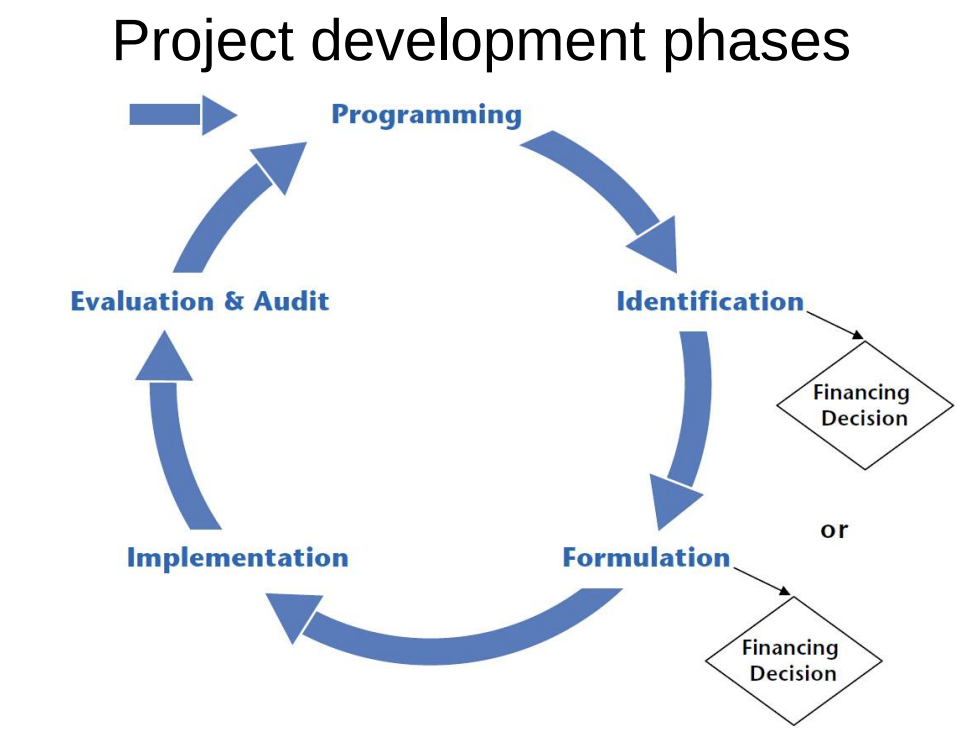 Project development phases
Programming
Evaluation & Audit
Identification
Financing
Decision
or
Implementation
Formulation
Financing
Decision